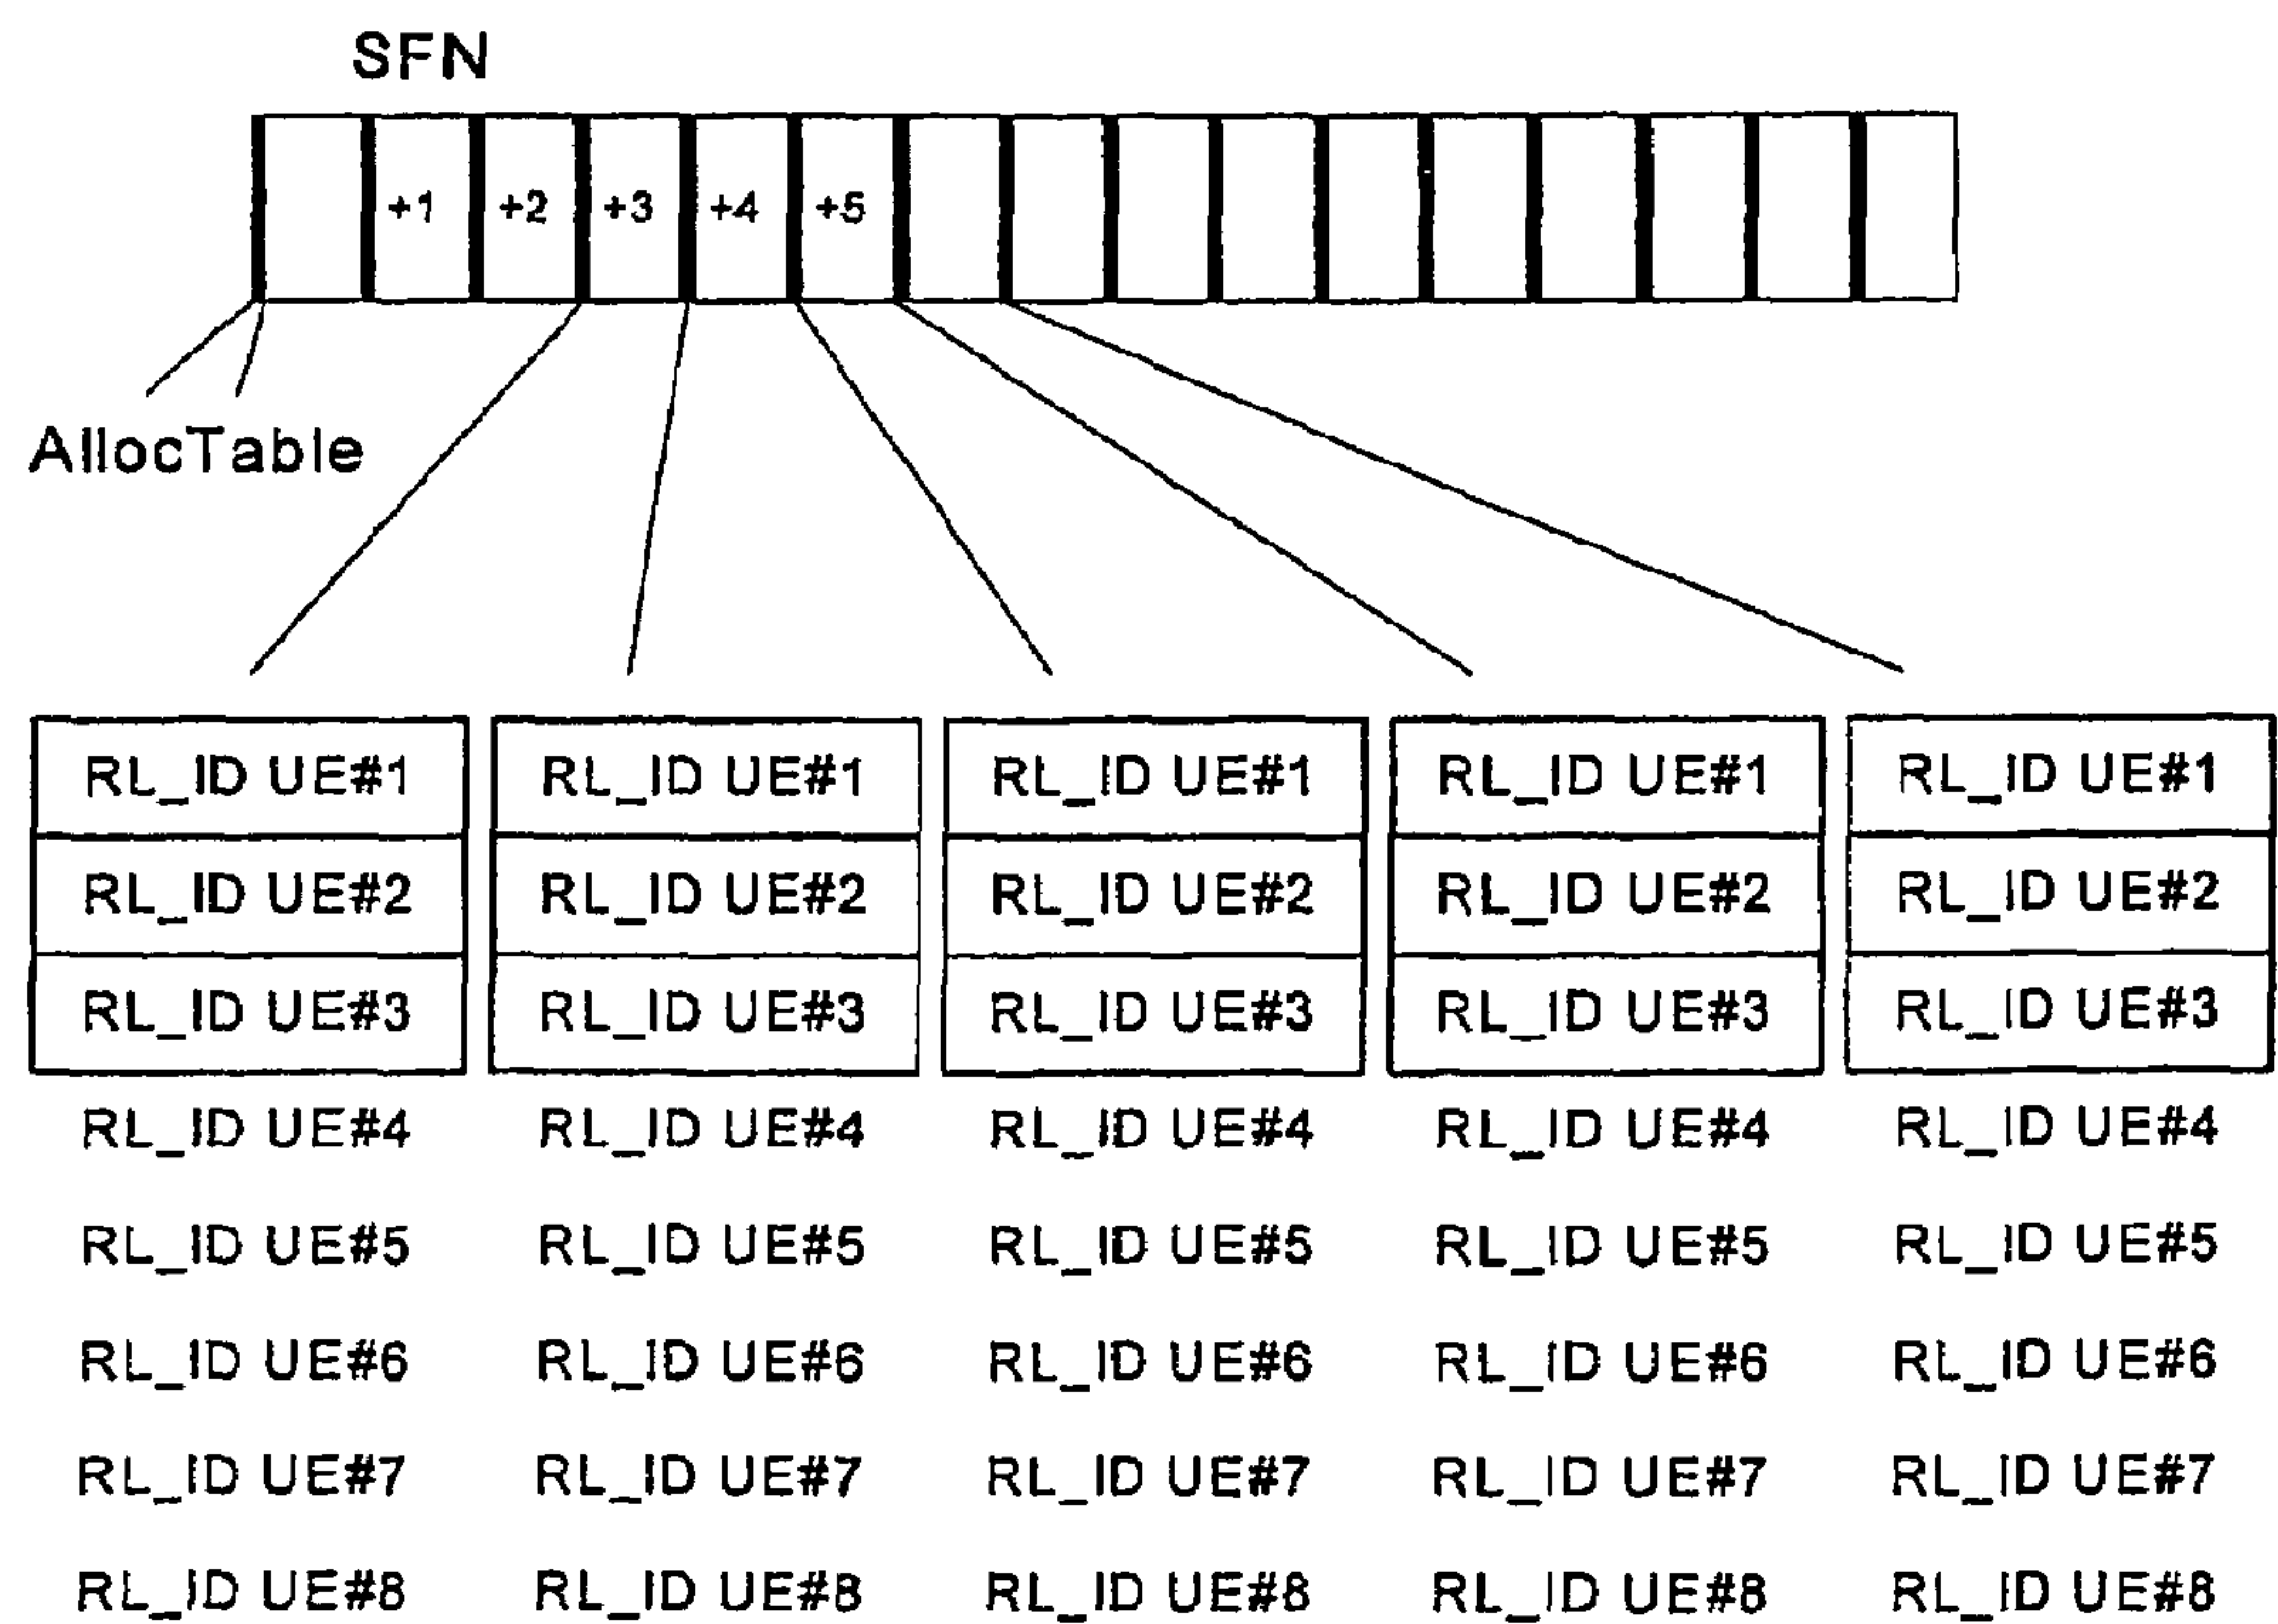 SFN
+1 +2 +3 +4 +5
AllocTable
RL_ID UE#1 RL_ID UE#1 RL_ID UE#1 RL_ID UE#1 RL_ID UE#1
RL_ID UE#2 RL_ID UE#2 RL_ID UE#2 RL_ID UE#2 RL_ID UE#2
RL_ID UE#3 RL_ID UE#3 RL_ID UE#3 RL_ID UE#3 RL_ID UE#3
RL_ID UE#4 RL_ID UE#4 RL_ID UE#4 RL_ID UE#4 RL_ID UE#4
RL_ID UE#5 RL_ID UE#5 RL_ID UE#5 RL_ID UE#5 RL_ID UE#5
RL_ID UE#6 RL_ID UE#6 RL_ID UE#6 RL_ID UE#6 RL_ID UE#6
RL_ID UE#7 RL_ID UE#7 RL_ID UE#7 RL_ID UE#7 RL_ID UE#7
RL_ID UE#8 RL_ID UE#8 RL_ID UE#8 RL_ID UE#8 RL_ID UE#8